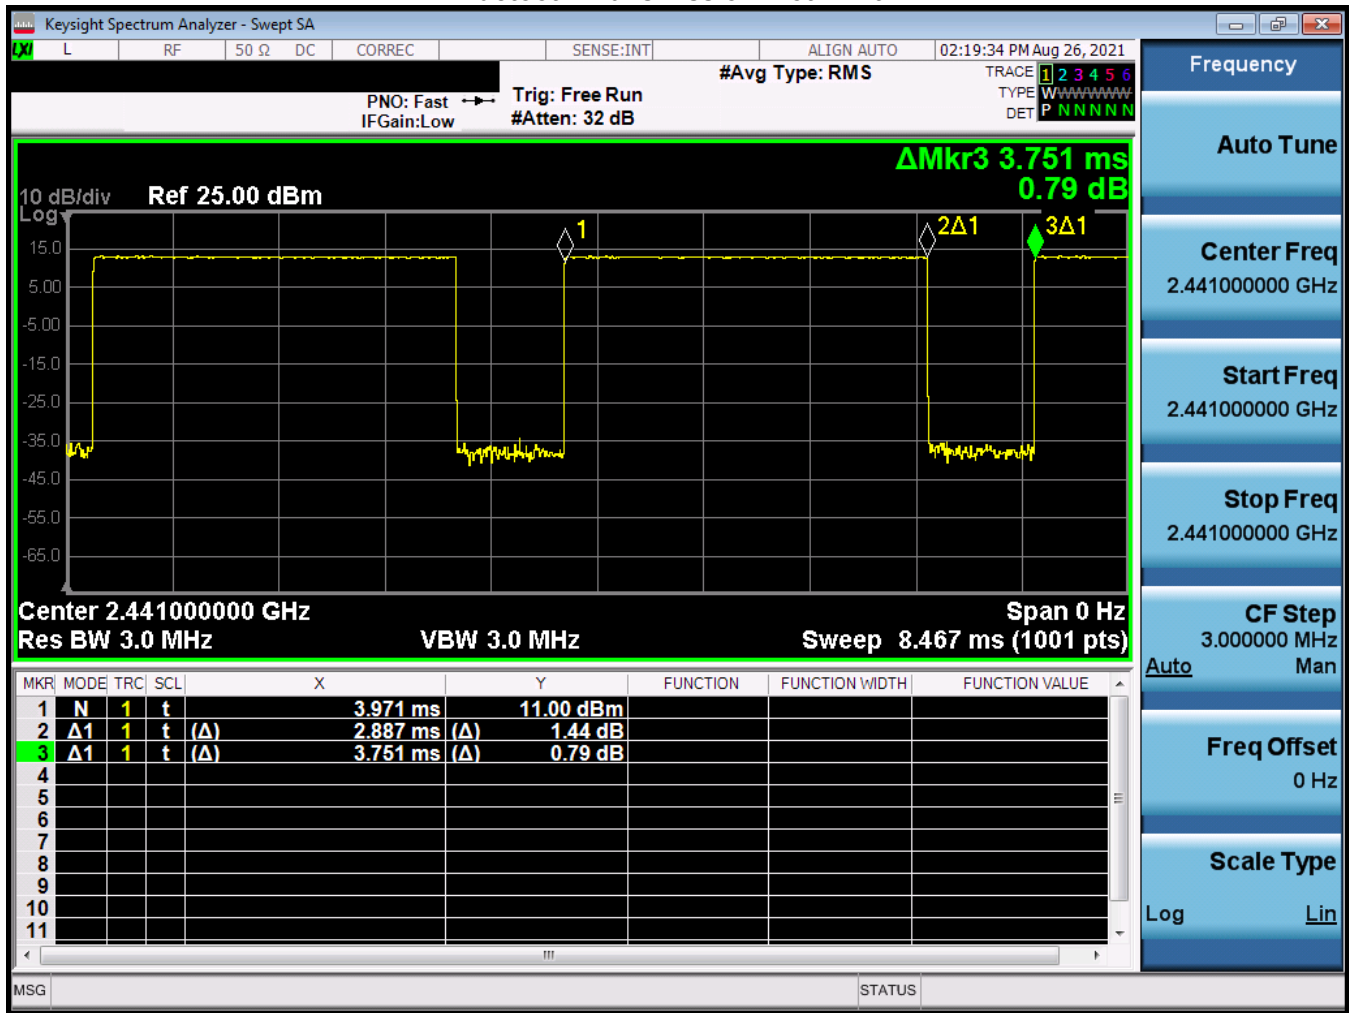 Keysight Spectrum Analyzer - Swept SA
LXI L RF 50 Ω DC CORREC SENSE:INT ALIGN AUTO 02:19:34 PM Aug 26, 2021
#Avg Type: RMS
TRACE 1 2 3 4 5 6
PNO: Fast Trig: Free Run
TYPE WWWWWW
IFGain:Low #Atten: 32 dB
DET P N N N N N
ΔMkr3 3.751 ms
0.79 dB
10 dB/div Ref 25.00 dBm
Log
1 2Δ1 3Δ1
15.0
5.00
-5.00
-15.0
-25.0
-35.0
-45.0
-55.0
-65.0
Center 2.441000000 GHz Span 0 Hz
Res BW 3.0 MHz VBW 3.0 MHz Sweep 8.467 ms (1001 pts)
MKR MODE TRC SCL X Y FUNCTION FUNCTION WIDTH FUNCTION VALUE
1 N 1 t 3.971 ms 11.00 dBm
2 Δ1 1 t (Δ) 2.887 ms (Δ) 1.44 dB
3 Δ1 1 t (Δ) 3.751 ms (Δ) 0.79 dB
4
5
6
7
8
9
10
11
MSG STATUS
Frequency
Auto Tune
Center Freq
2.441000000 GHz
Start Freq
2.441000000 GHz
Stop Freq
2.441000000 GHz
CF Step
3.000000 MHz
Auto Man
Freq Offset
0 Hz
Scale Type
Log Lin